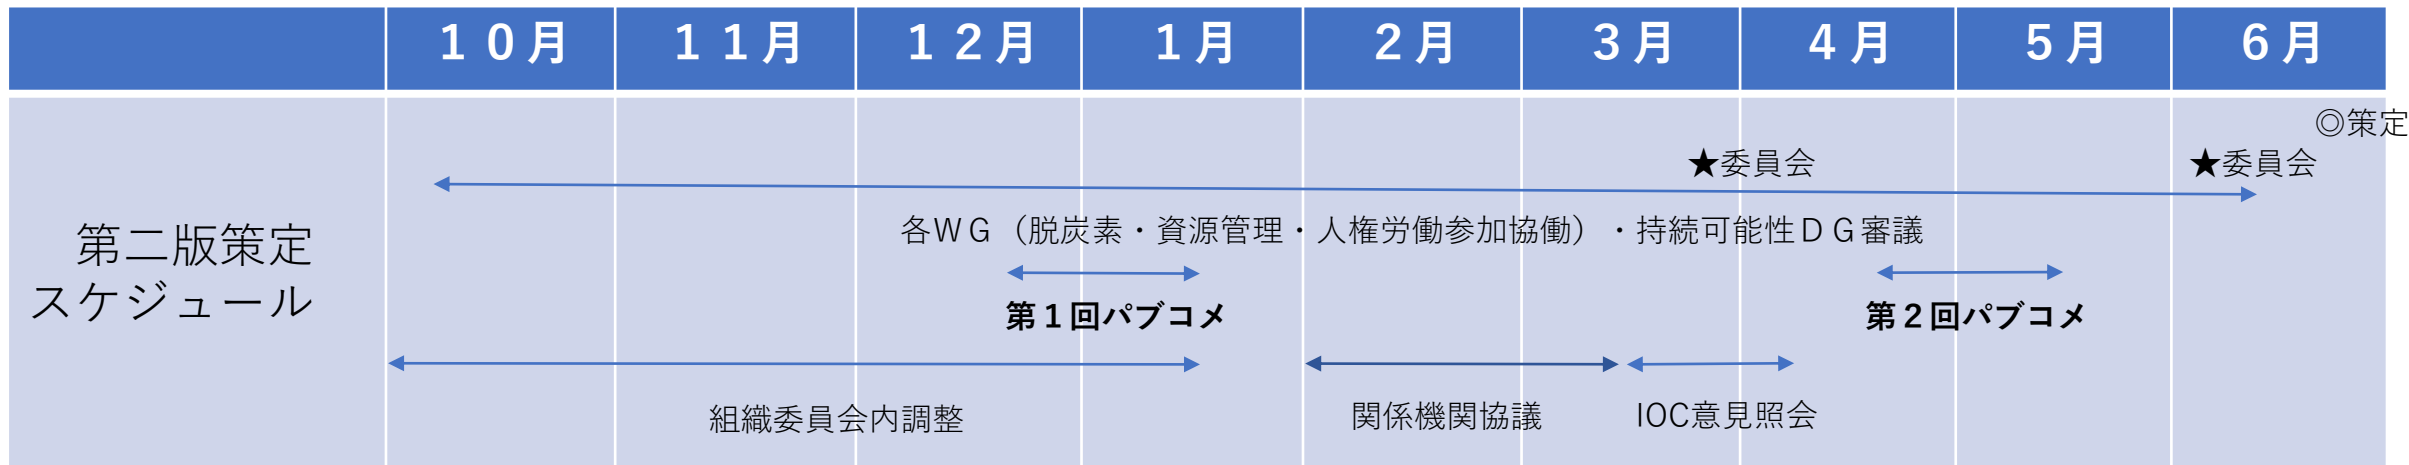 １０月 １１月 １２月 １月 ２月 ３月 ４月 ５月 ６月
第二版策定
スケジュール
◎策定
★委員会 ★委員会
各ＷＧ（脱炭素・資源管理・人権労働参加協働）・持続可能性ＤＧ審議
第１回パブコメ 第２回パブコメ
組織委員会内調整 関係機関協議 IOC意見照会